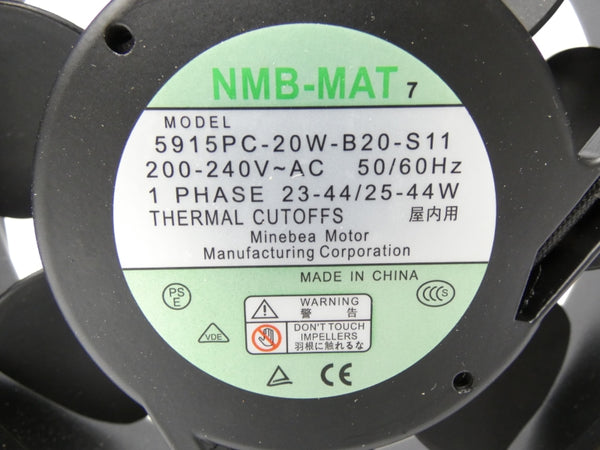 NMB-MAT 7
MODEL
5915PC-20W-B20-S11
200-240V~AC 50/60Hz
1 PHASE 23-44/25-44W
THERMAL CUTOFFS 屋内用
Minebea Motor
Manufacturing Corporation
MADE IN CHINA
PS
E
CCC S
WARNING
警告
VDE
DON'T TOUCH
IMPELLERS
羽根に触れるな
CE